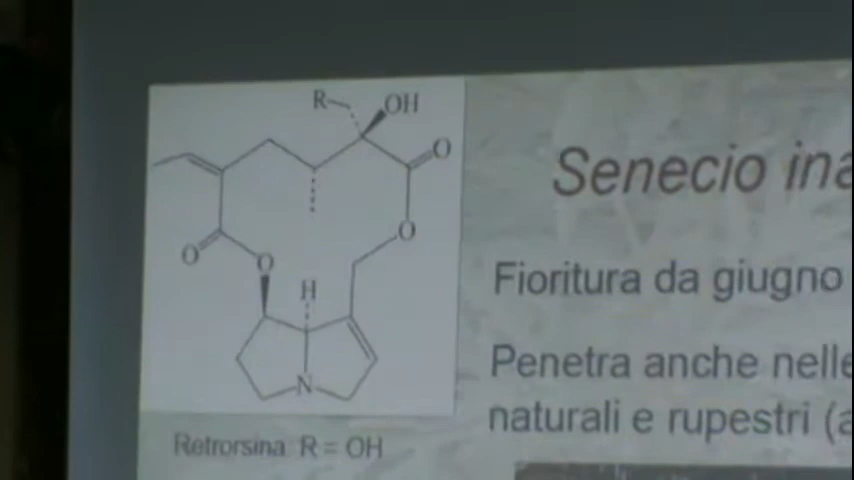 R
OH
O
O
O
O
H
N
Retrorsina R = OH
Senecio ina
Fioritura da giugno
Penetra anche nelle
naturali e rupestri (a